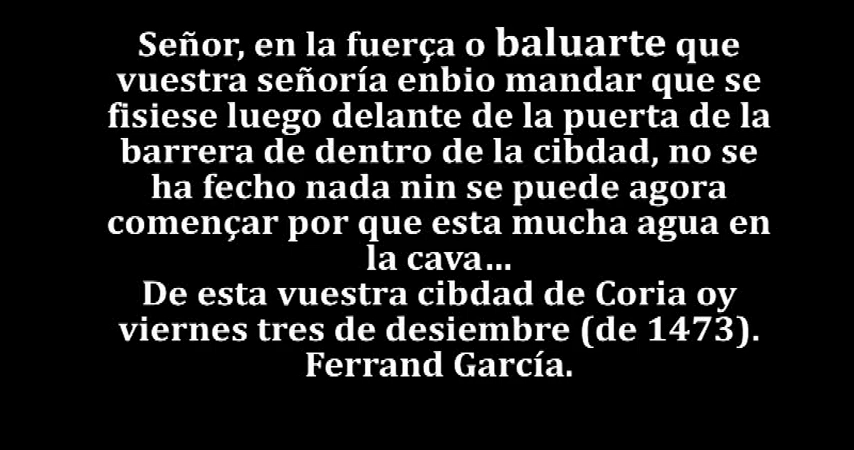 Señor, en la fuerça o baluarte que
vuestra señoría enbio mandar que se
fisiese luego delante de la puerta de la
barrera de dentro de la cibdad, no se
ha fecho nada nin se puede agora
començar por que esta mucha agua en
la cava...
De esta vuestra cibdad de Coria oy
viernes tres de desiembre (de 1473).
Ferrand García.